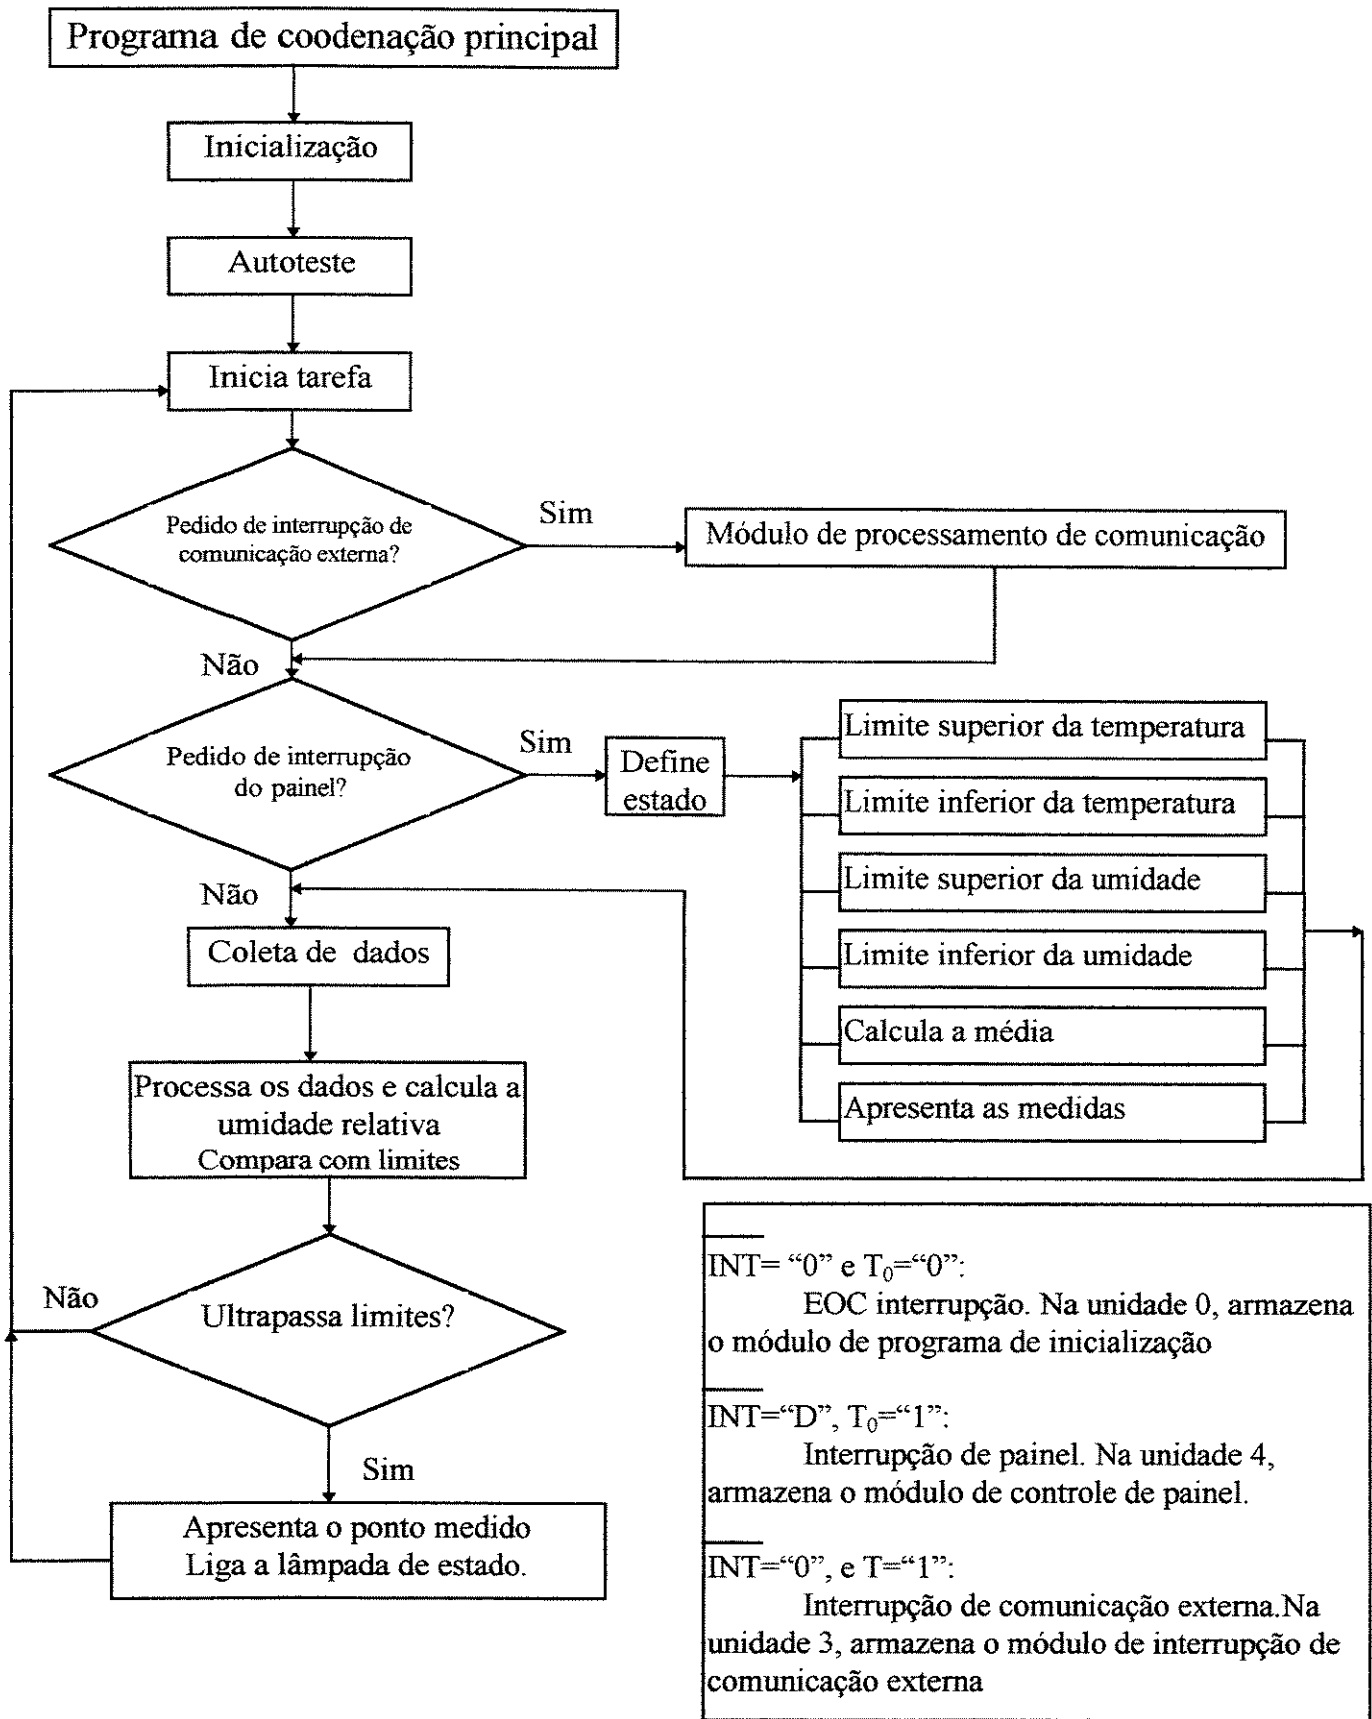 Programa de coodenação principal
Inicialização
Autoteste
Inicia tarefa
Pedido de interrupção de
comunicação externa?
Sim
Módulo de processamento de comunicação
Não
Pedido de interrupção
do painel?
Sim
Define
estado
Limite superior da temperatura
Limite inferior da temperatura
Limite superior da umidade
Limite inferior da umidade
Calcula a média
Apresenta as medidas
Não
Coleta de dados
Processa os dados e calcula a
umidade relativa
Compara com limites
Ultrapassa limites?
Não
Sim
Apresenta o ponto medido
Liga a lâmpada de estado.
INT= “0” e T₀=“0”:
EOC interrupção. Na unidade 0, armazena
o módulo de programa de inicialização
INT=“D”, T₀=“1”:
Interrupção de painel. Na unidade 4,
armazena o módulo de controle de painel.
INT=“0”, e T=“1”:
Interrupção de comunicação externa.Na
unidade 3, armazena o módulo de interrupção de
comunicação externa